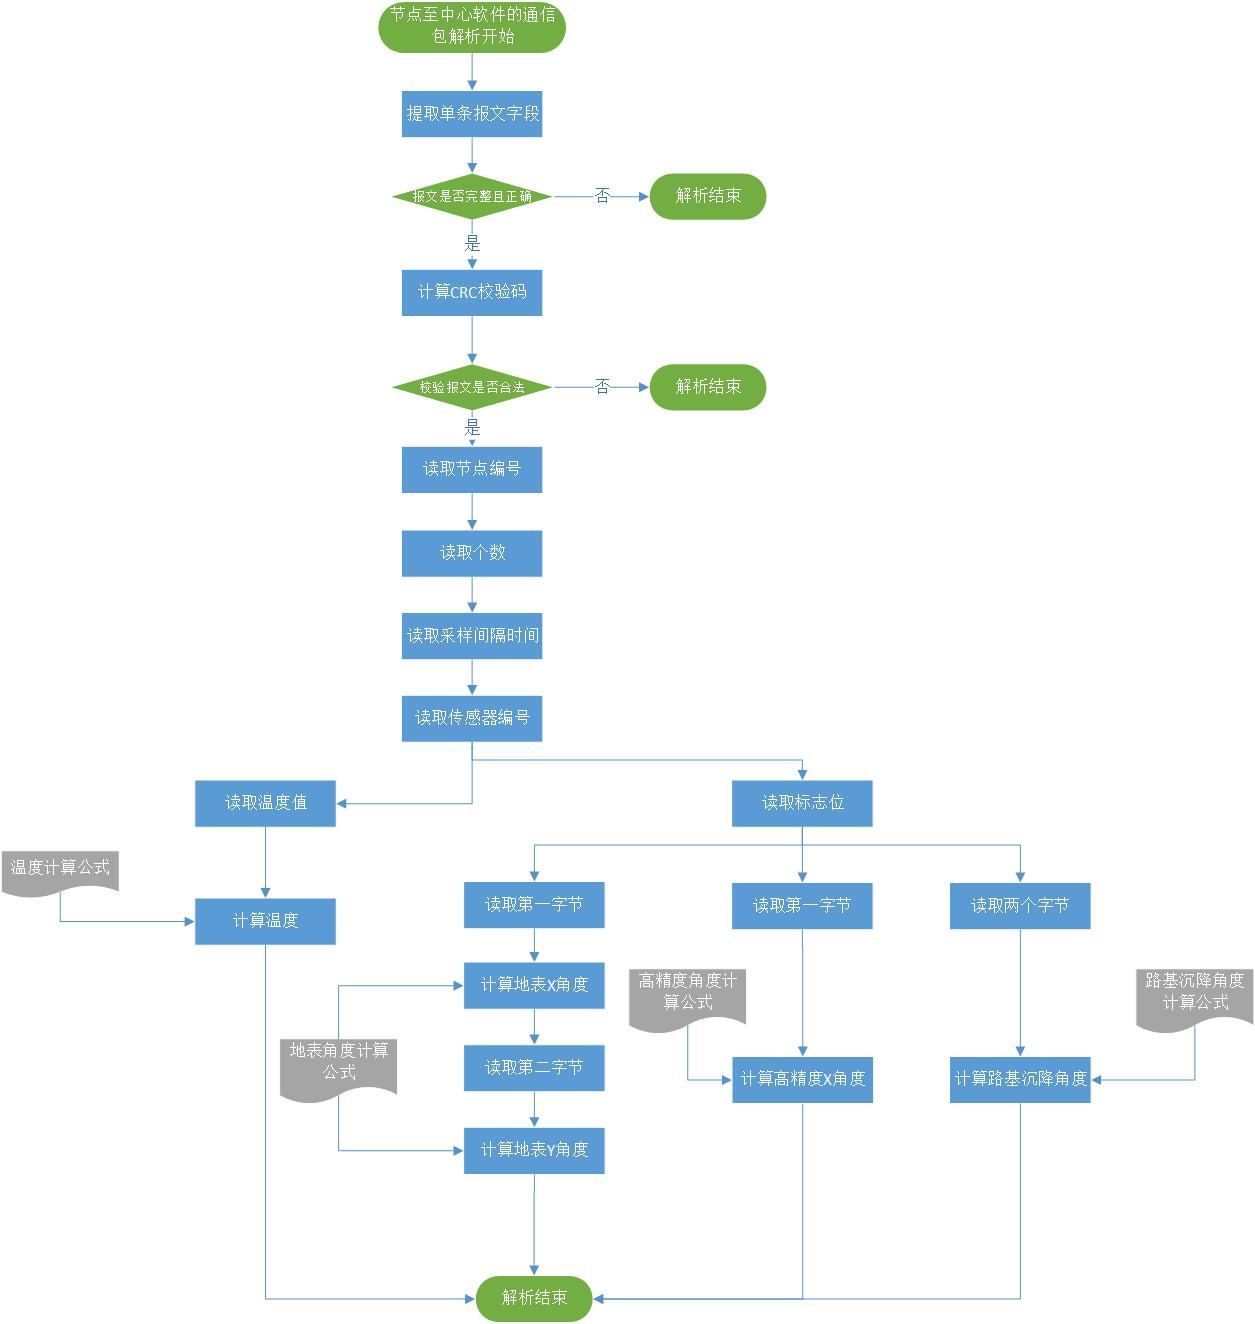 节点至中心软件的通信
包解析开始
提取单条报文字段
报文是否完整且正确
否
解析结束
是
计算CRC校验码
校验报文是否合法
否
解析结束
是
读取节点编号
读取个数
读取采样间隔时间
读取传感器编号
读取温度值
读取标志位
温度计算公式
计算温度
读取第一字节
读取第一字节
读取两个字节
计算地表X角度
高精度角度计
算公式
路基沉降角度
计算公式
地表角度计算
公式
读取第二字节
计算高精度X角度
计算路基沉降角度
计算地表Y角度
解析结束